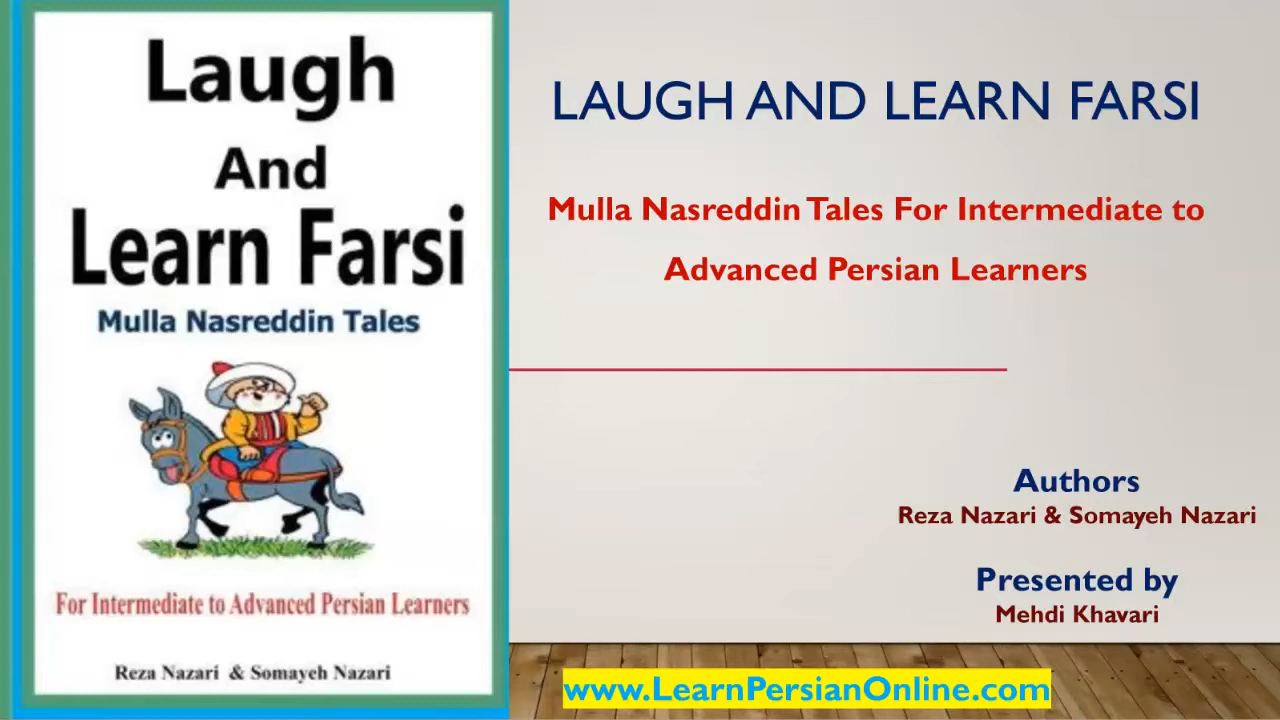 Laugh
And
Learn Farsi
Mulla Nasreddin Tales
For Intermediate to Advanced Persian Learners
Reza Nazari & Somayeh Nazari
LAUGH AND LEARN FARSI
Mulla Nasreddin Tales For Intermediate to
Advanced Persian Learners
Authors
Reza Nazari & Somayeh Nazari
Presented by
Mehdi Khavari
www.LearnPersianOnline.com